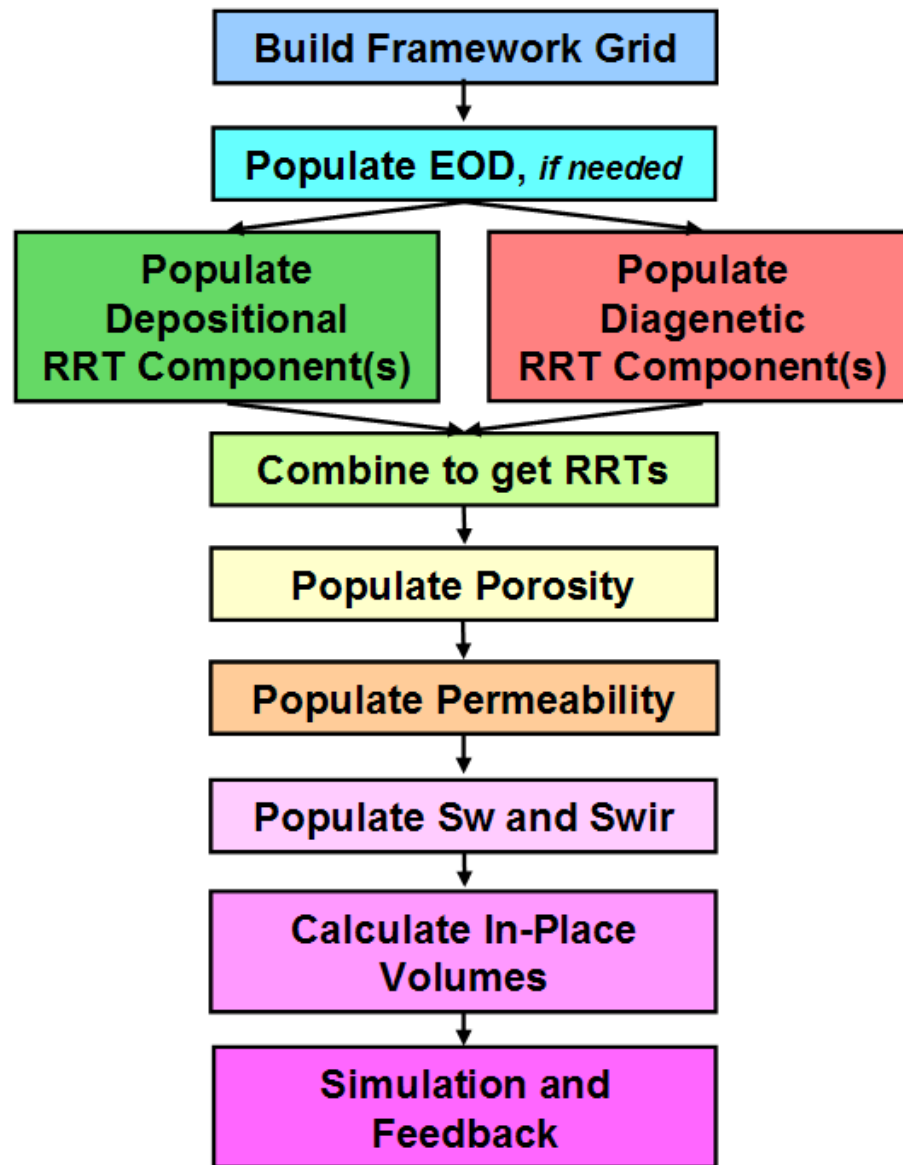 Build Framework Grid
Populate EOD, if needed
Populate
Depositional
RRT Component(s)
Populate
Diagenetic
RRT Component(s)
Combine to get RRTs
Populate Porosity
Populate Permeability
Populate Sw and Swir
Calculate In-Place
Volumes
Simulation and
Feedback